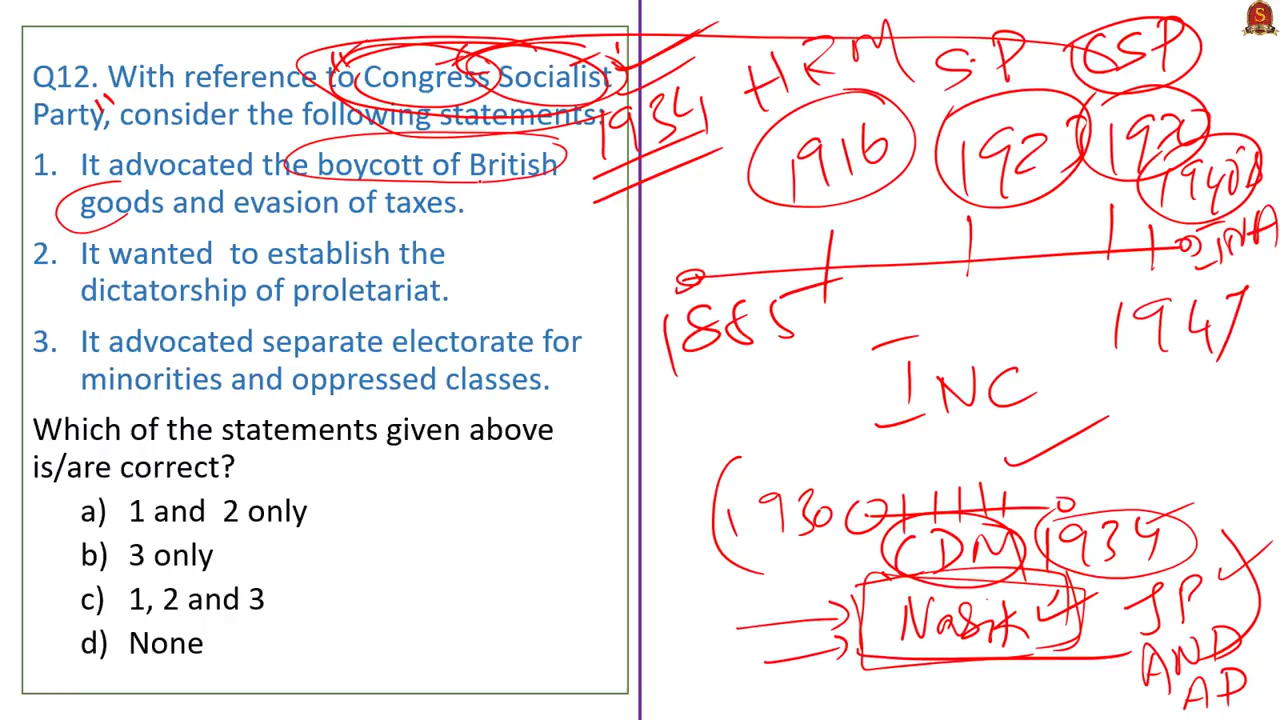 Q12. With reference to Congress Socialist
Party, consider the following statements:
1. It advocated the boycott of British
goods and evasion of taxes.
2. It wanted to establish the
dictatorship of proletariat.
3. It advocated separate electorate for
minorities and oppressed classes.
Which of the statements given above
is/are correct?
a) 1 and 2 only
b) 3 only
c) 1, 2 and 3
d) None
1934
HRM SP CSP
1916 192
1940s
INA
1885 1947
INC
1930
CDM 1934
Nasik JP
AND
AP
S